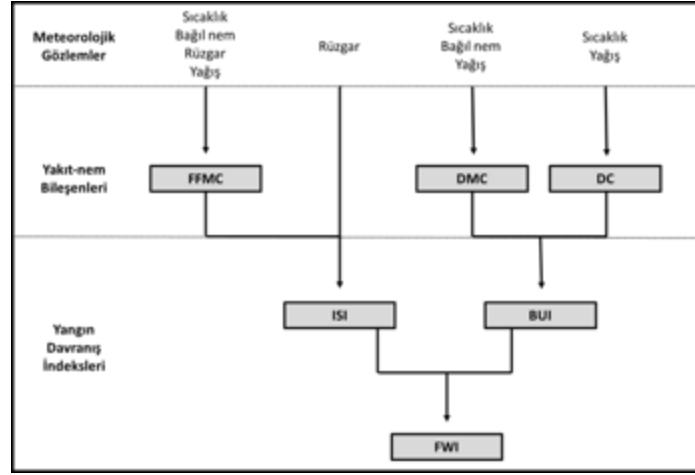 Meteorolojik
Gözlemler
Sıcaklık
Bağıl nem
Rüzgar
Yağış
Rüzgar
Sıcaklık
Bağıl nem
Yağış
Sıcaklık
Yağış
Yakıt-nem
Bileşenleri
FFMC
DMC
DC
Yangın
Davranış
İndeksleri
ISI
BUI
FWI